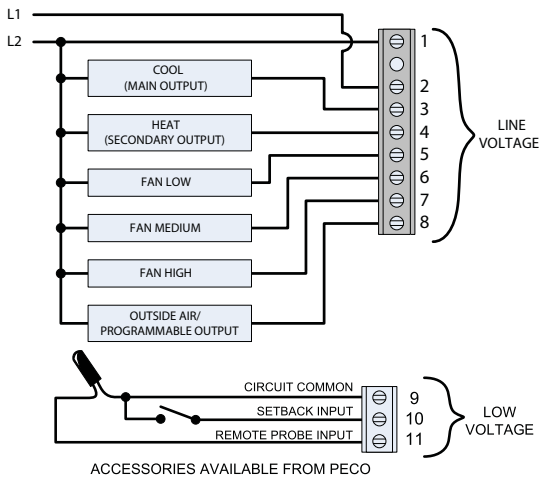 L1
L2
1
COOL
(MAIN OUTPUT)
2
3
HEAT
(SECONDARY OUTPUT)
4
LINE
VOLTAGE
FAN LOW
5
6
FAN MEDIUM
7
8
FAN HIGH
OUTSIDE AIR/
PROGRAMMABLE OUTPUT
CIRCUIT COMMON
9
SETBACK INPUT
10
REMOTE PROBE INPUT
11
LOW
VOLTAGE
ACCESSORIES AVAILABLE FROM PECO